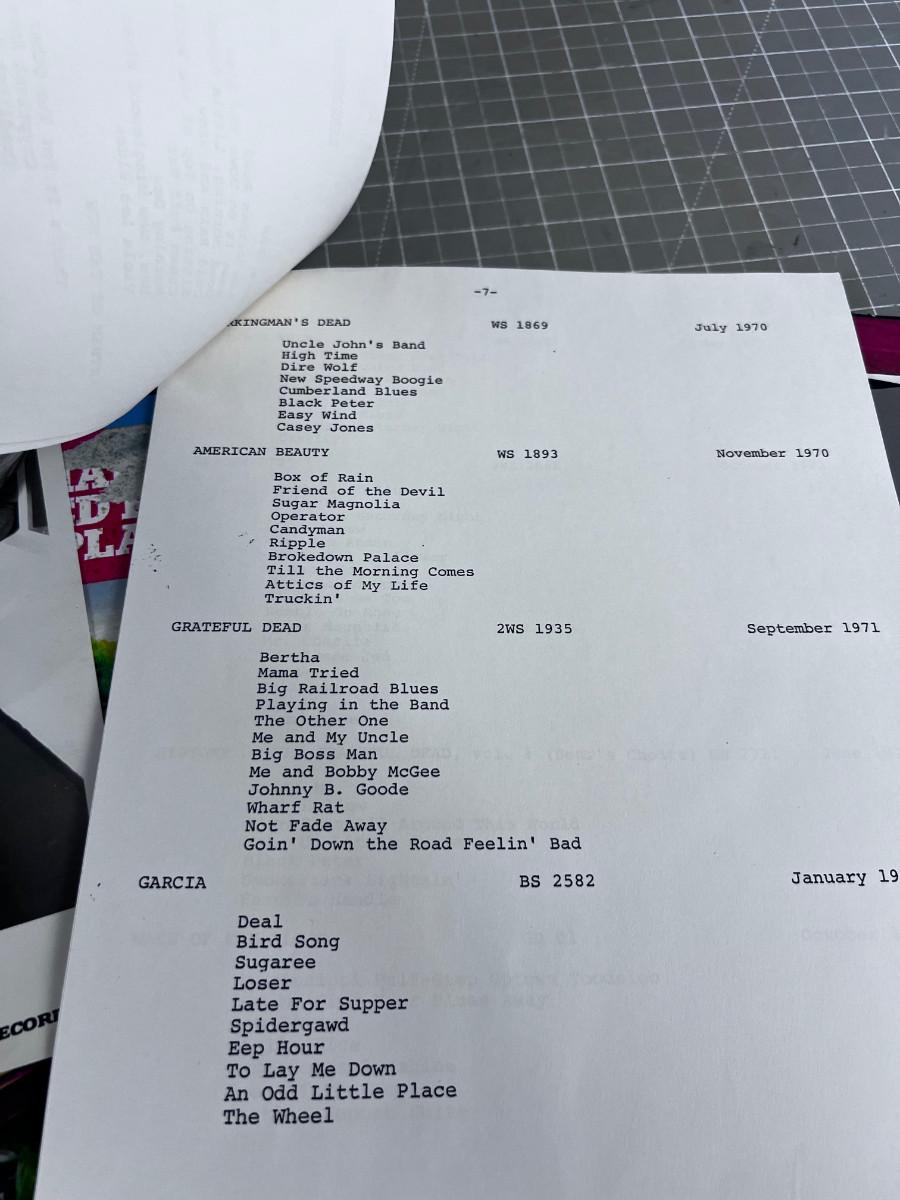 -7-
RKINGMAN'S DEAD WS 1869 July 1970
Uncle John's Band
High Time
Dire Wolf
New Speedway Boogie
Cumberland Blues
Black Peter
Easy Wind
Casey Jones
AMERICAN BEAUTY WS 1893 November 1970
Box of Rain
Friend of the Devil
Sugar Magnolia
Operator
Candyman
Ripple
Brokedown Palace
Till the Morning Comes
Attics of My Life
Truckin'
GRATEFUL DEAD 2WS 1935 September 1971
Bertha
Mama Tried
Big Railroad Blues
Playing in the Band
The Other One
Me and My Uncle
Big Boss Man
Me and Bobby McGee
Johnny B. Goode
Wharf Rat
Not Fade Away
Goin' Down the Road Feelin' Bad
GARCIA BS 2582 January 19
Deal
Bird Song
Sugaree
Loser
Late For Supper
Spidergawd
Eep Hour
To Lay Me Down
An Odd Little Place
The Wheel
ECOR